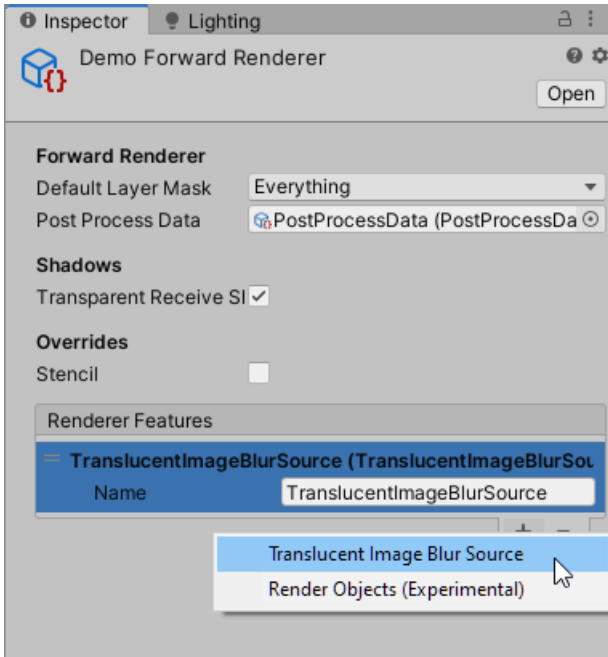 Inspector
Lighting
Demo Forward Renderer
Open
Forward Renderer
Default Layer Mask Everything
Post Process Data PostProcessData (PostProcessDa
Shadows
Transparent Receive Sl
Overrides
Stencil
Renderer Features
TranslucentImageBlurSource (TranslucentImageBlurSou
Name TranslucentImageBlurSource
Translucent Image Blur Source
Render Objects (Experimental)